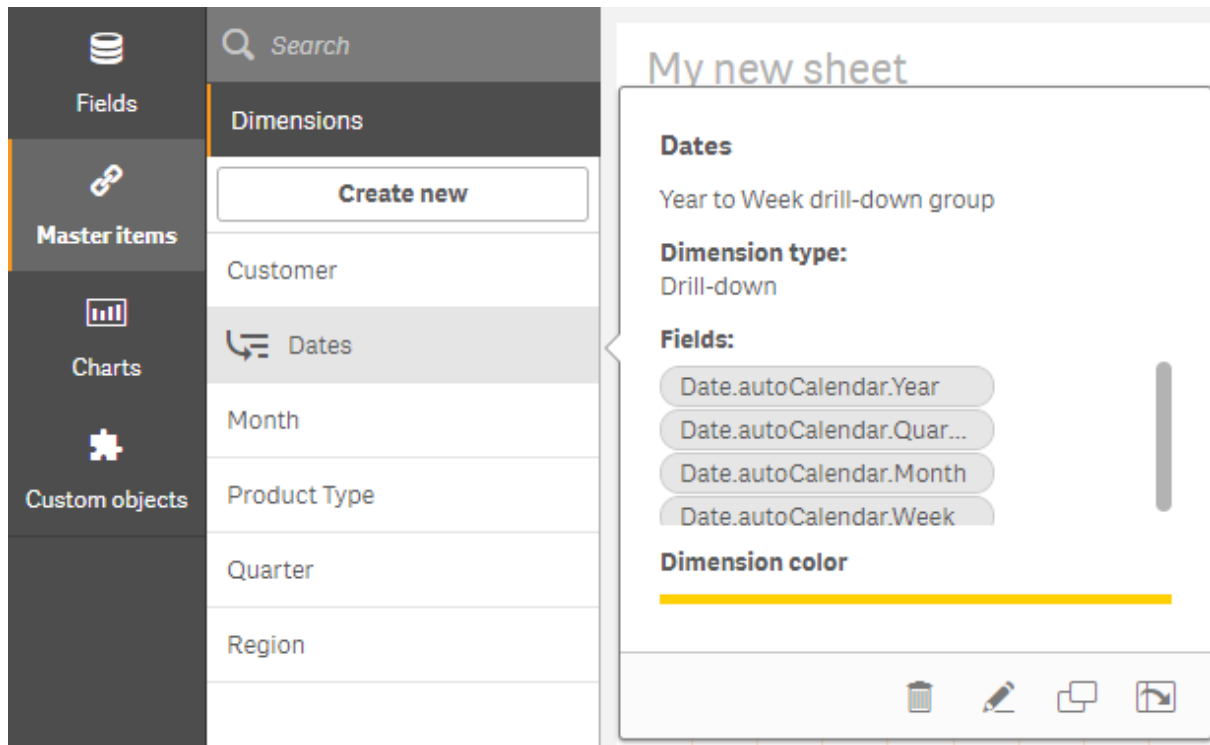 Fields
Master items
Charts
Custom objects
Search
Dimensions
Create new
Customer
Dates
Month
Product Type
Quarter
Region
My new sheet
Dates
Year to Week drill-down group
Dimension type:
Drill-down
Fields:
Date.autoCalendar.Year
Date.autoCalendar.Quar...
Date.autoCalendar.Month
Date.autoCalendar.Week
Dimension color